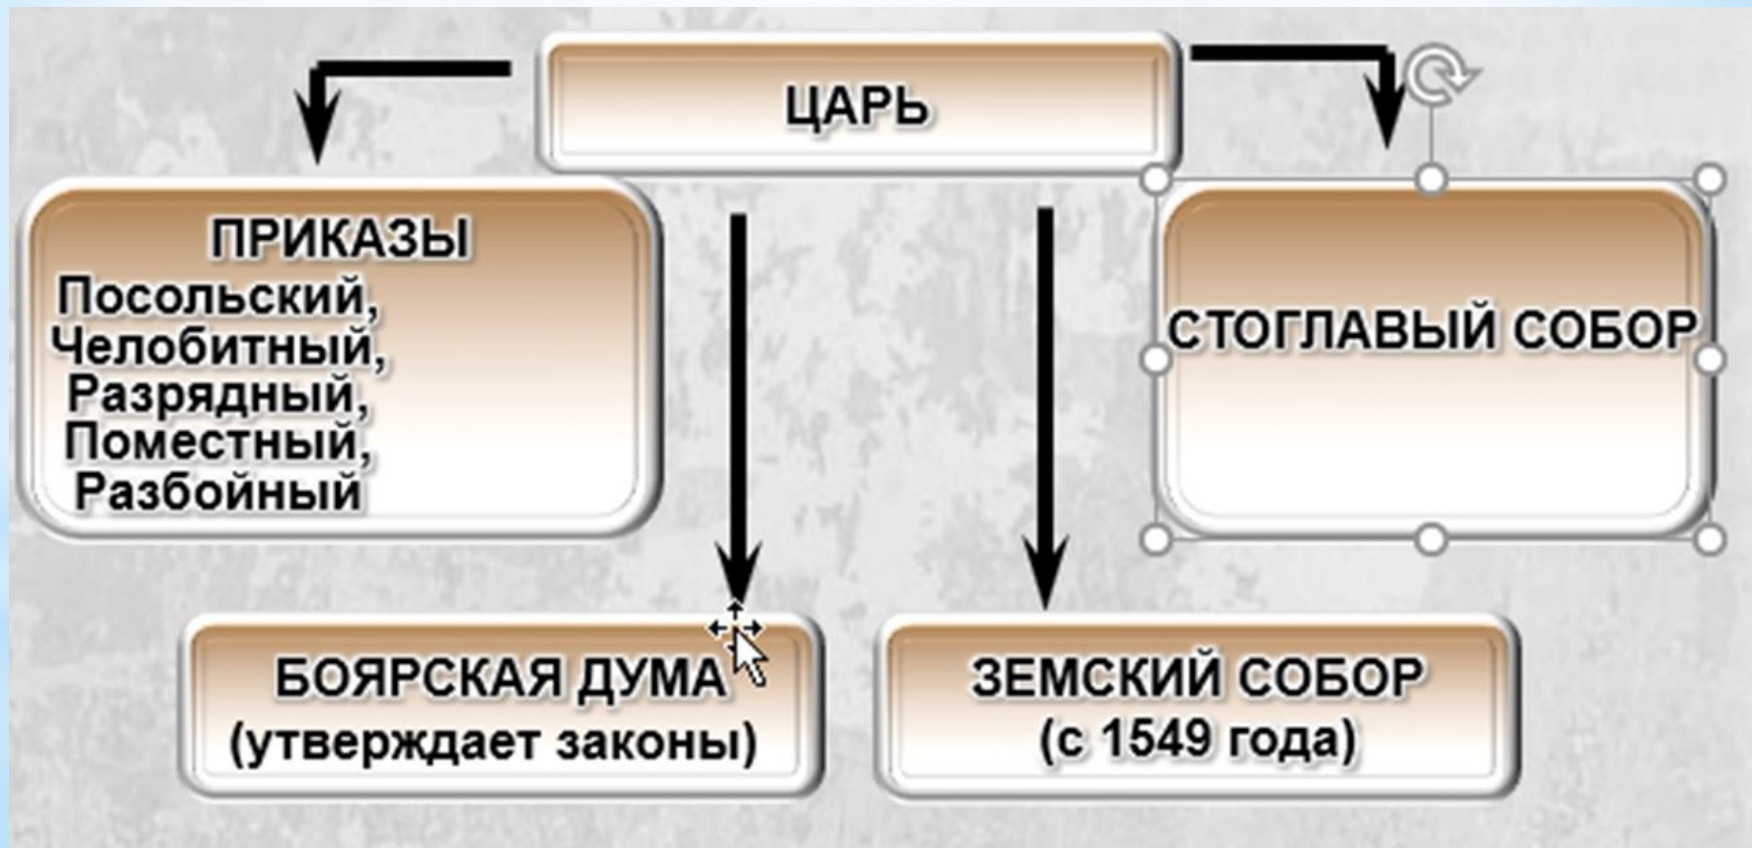 ЦАРЬ
ПРИКАЗЫ
Посольский,
Челобитный,
Разрядный,
Поместный,
Разбойный
СТОГЛАВЫЙ СОБОР
БОЯРСКАЯ ДУМА
(утверждает законы)
ЗЕМСКИЙ СОБОР
(с 1549 года)